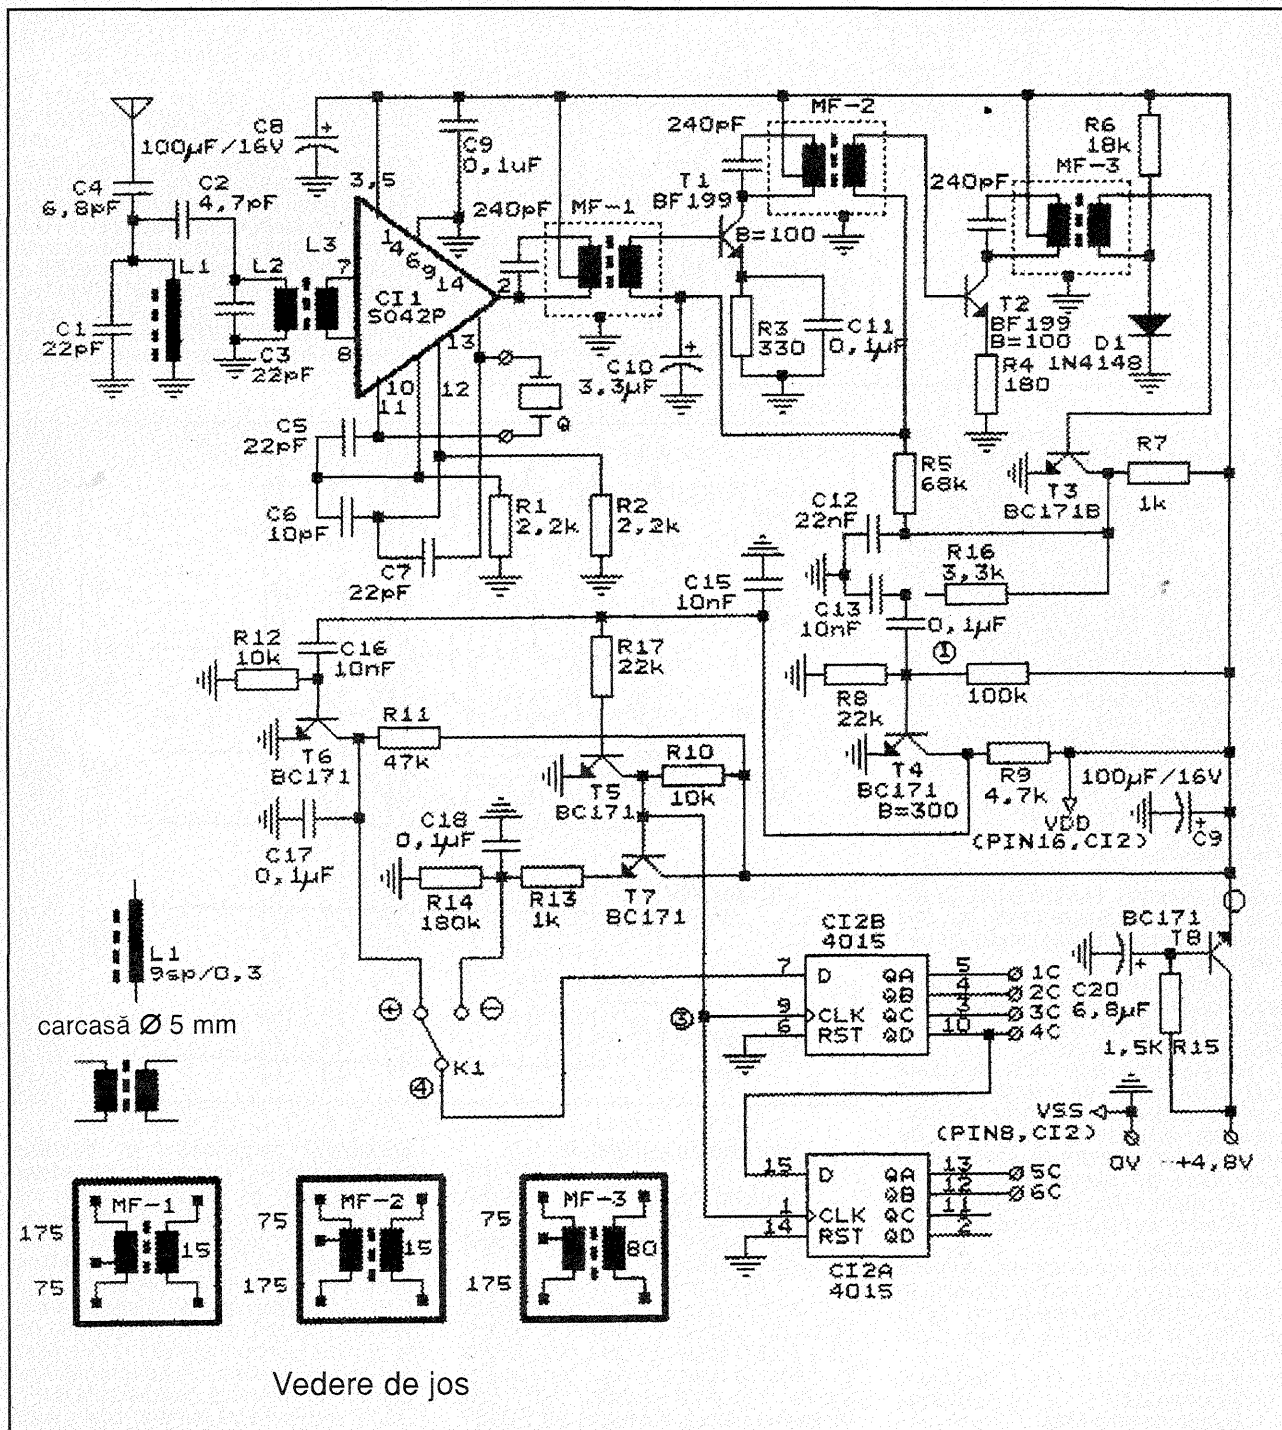 C8
100µF/16V
C4
6,8pF
C2
4,7pF
C9
0,1uF
240pF
MF-2
R6
18k
MF-3
240pF
T1
BF199
B=100
3,5
1
4
6
9
14
240pF
MF-1
L1
L2
L3
7
8
CI1
S042P
2
13
10
12
11
C1
22pF
C3
22pF
C10
3,3µF
R3
330
C11
0,1µF
T2
BF199
B=100
D1
1N4148
R4
180
C5
22pF
Q
C6
10pF
R1
2,2k
R2
2,2k
C7
22pF
R5
68k
T3
BC171B
R7
1k
C12
22nF
R16
3,3k
C15
10nF
C13
10nF
0,1µF
1
R12
10k
C16
10nF
R17
22k
R8
22k
100k
R11
47k
T6
BC171
T5
BC171
R10
10k
T4
BC171
B=300
R9
4,7k
VDD
(PIN16,CI2)
100µF/16V
C9
C17
0,1µF
C18
0,1µF
R14
180k
R13
1k
T7
BC171
L1
9sp/0,3
carcasă Ø 5 mm
+
−
4
K1
3
CI2B
4015
7
D
9
CLK
6
RST
QA
5
QB
4
QC
3
QD
10
1C
2C
3C
4C
BC171
T8
C20
6,8µF
1,5K R15
VSS
(PIN8,CI2)
0V
+4,8V
15
D
1
CLK
14
RST
QA
13
QB
12
QC
11
QD
2
5C
6C
CI2A
4015
MF-1
175
75
15
MF-2
75
175
15
MF-3
75
175
80
Vedere de jos